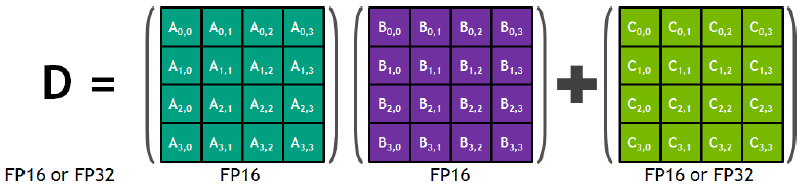 A0,0 A0,1 A0,2 A0,3 B0,0 B0,1 B0,2 B0,3 C0,0 C0,1 C0,2 C0,3
A1,0 A1,1 A1,2 A1,3 B1,0 B1,1 B1,2 B1,3 C1,0 C1,1 C1,2 C1,3
D = ( ) ( ) + ( )
A2,0 A2,1 A2,2 A2,3 B2,0 B2,1 B2,2 B2,3 C2,0 C2,1 C2,2 C2,3
A3,0 A3,1 A3,2 A3,3 B3,0 B3,1 B3,2 B3,3 C3,0 C3,1 C3,2 C3,3
FP16 or FP32 FP16 FP16 FP16 or FP32